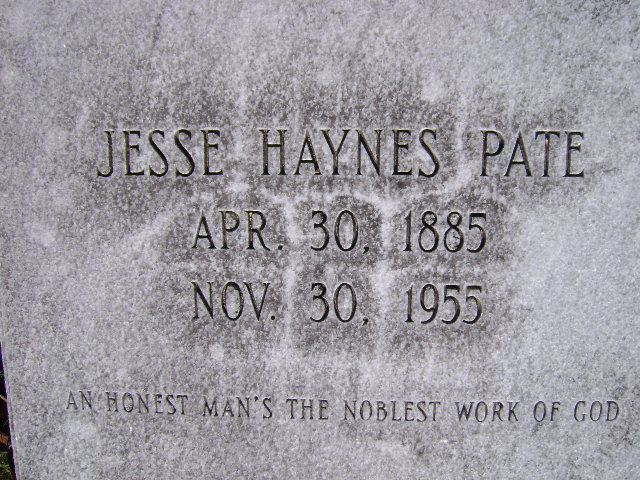 JESSE HAYNES PATE
APR. 30, 1885
NOV. 30, 1955
AN HONEST MAN'S THE NOBLEST WORK OF GOD